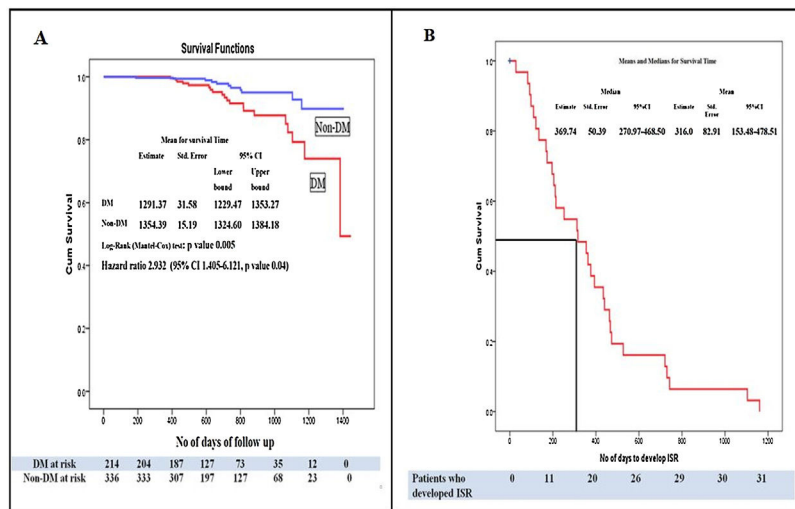 A
Survival Functions
1.0
0.8
0.6
0.4
0.2
0.0
Cum Survival
Non-DM
DM
Mean for survival Time
Estimate Std. Error 95% CI
Lower bound Upper bound
DM 1291.37 31.58 1229.47 1353.27
Non-DM 1354.39 15.19 1324.60 1384.18
Log-Rank (Mantel-Cox) test: p value 0.005
Hazard ratio 2.932 (95% CI 1.405-6.121, p value 0.04)
0 200 400 600 800 1000 1200 1400
No of days of follow up
DM at risk 214 204 187 127 73 35 12 0
Non-DM at risk 336 333 307 197 127 68 23 0
B
Means and Medians for Survival Time
Median Mean
Estimate Std. Error 95%CI Estimate Std. Error 95%CI
369.74 50.39 270.97-468.50 316.0 82.91 153.48-478.51
1.0
0.8
0.6
0.4
0.2
0.0
Cum Survival
0 200 400 600 800 1000 1200
No of days to develop ISR
Patients who developed ISR 0 11 20 26 29 30 31